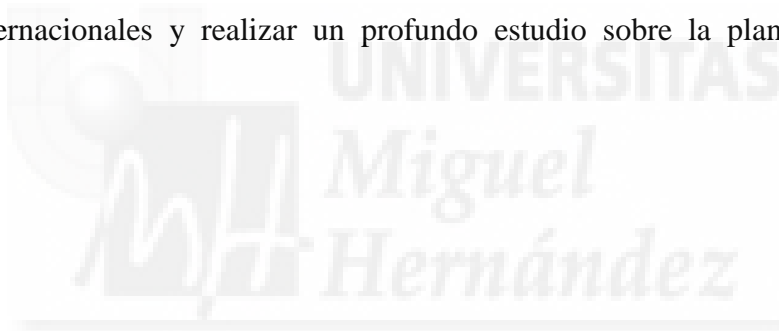 ernacionales y realizar un profundo estudio sobre la plan
UNIVERSITAS
Miguel
Hernández